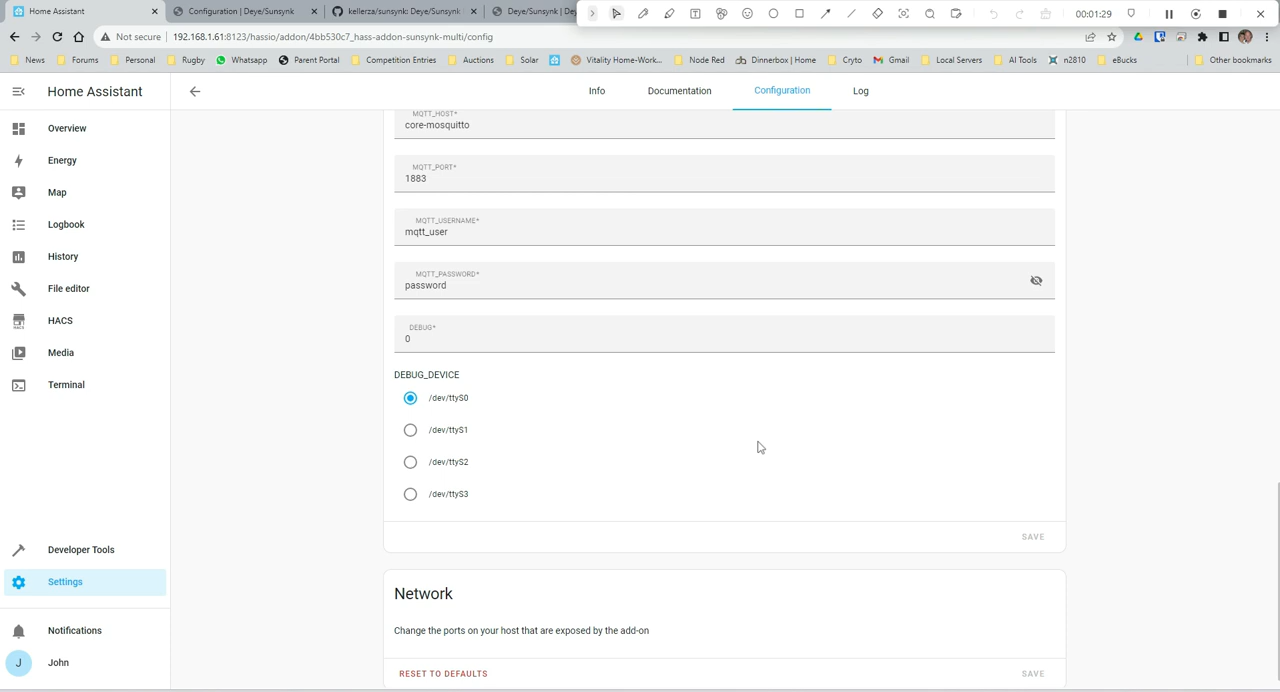 Home Assistant
Configuration | Deye/Sunsynk
kellerza/sunsynk: Deye/Sunsynk
Deye/Sunsynk | Dey
00:01:29
Not secure | 192.168.1.61:8123/hassio/addon/4bb530c7_hass-addon-sunsynk-multi/config
News
Forums
Personal
Rugby
Whatsapp
Parent Portal
Competition Entries
Auctions
Solar
Vitality Home-Work...
Node Red
Dinnerbox | Home
Cryto
Gmail
Local Servers
AI Tools
n2810
eBucks
Other bookmarks
Home Assistant
Info
Documentation
Configuration
Log
Overview
Energy
Map
Logbook
History
File editor
HACS
Media
Terminal
Developer Tools
Settings
Notifications
J
John
MQTT_HOST*
core-mosquitto
MQTT_PORT*
1883
MQTT_USERNAME*
mqtt_user
MQTT_PASSWORD*
password
DEBUG*
0
DEBUG_DEVICE
/dev/ttyS0
/dev/ttyS1
/dev/ttyS2
/dev/ttyS3
SAVE
Network
Change the ports on your host that are exposed by the add-on
RESET TO DEFAULTS
SAVE